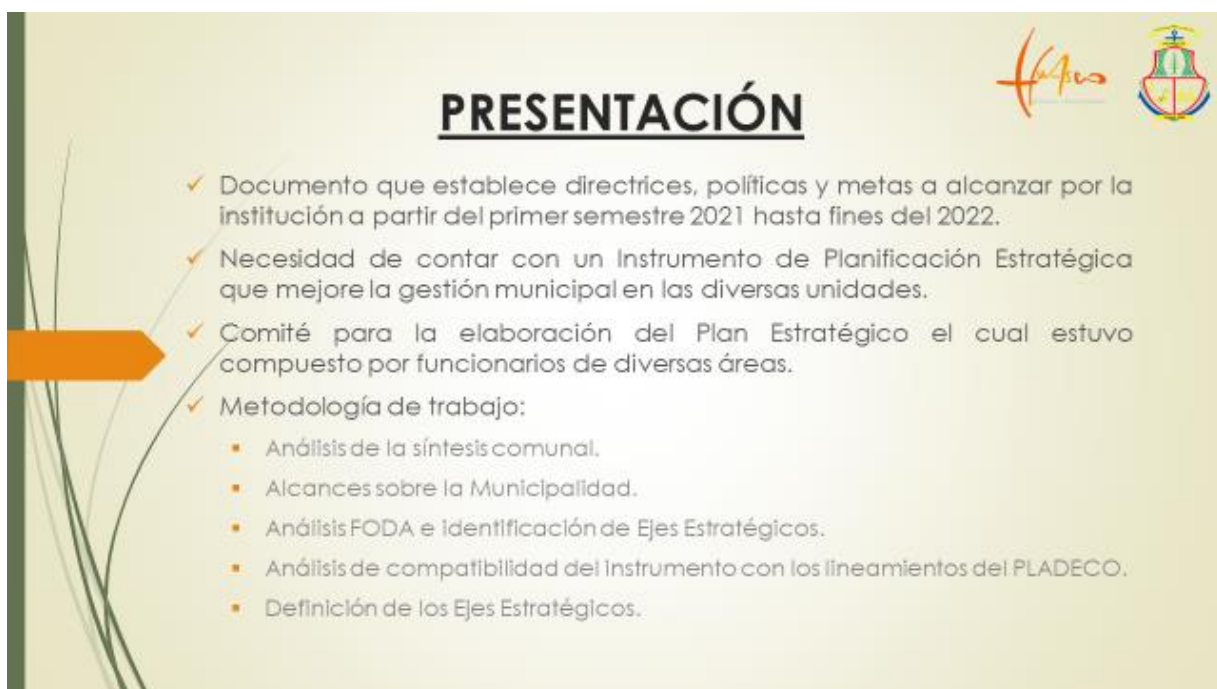 Huasco
PRESENTACIÓN
✓ Documento que establece directrices, políticas y metas a alcanzar por la
institución a partir del primer semestre 2021 hasta fines del 2022.
✓ Necesidad de contar con un Instrumento de Planificación Estratégica
que mejore la gestión municipal en las diversas unidades.
✓ Comité para la elaboración del Plan Estratégico el cual estuvo
compuesto por funcionarios de diversas áreas.
✓ Metodología de trabajo:
▪ Análisis de la síntesis comunal.
▪ Alcances sobre la Municipalidad.
▪ Análisis FODA e identificación de Ejes Estratégicos.
▪ Análisis de compatibilidad del instrumento con los lineamientos del PLADECO.
▪ Definición de los Ejes Estratégicos.